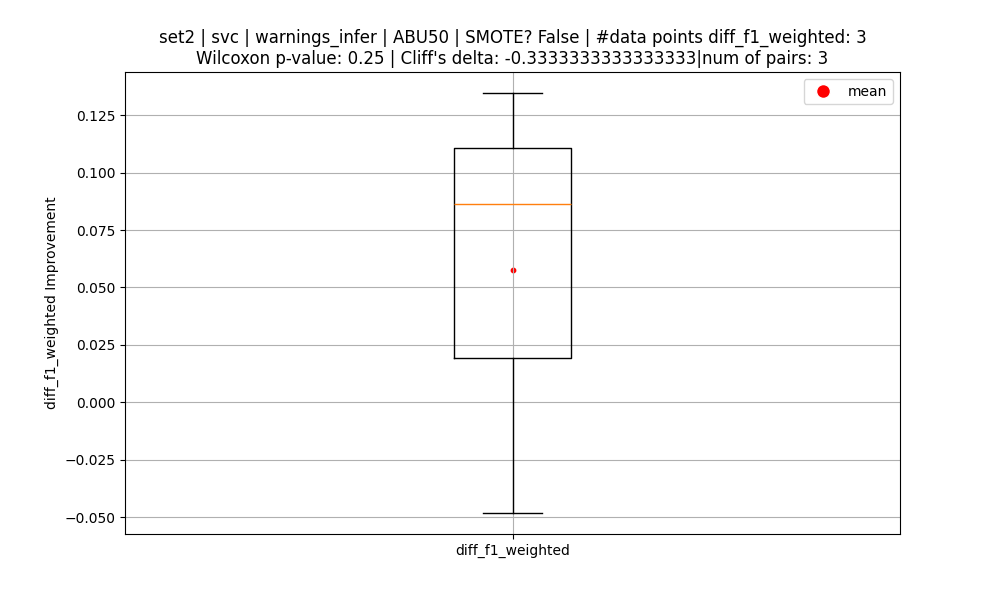 set2 | svc | warnings_infer | ABU50 | SMOTE? False | #data points diff_f1_weighted: 3
Wilcoxon p-value: 0.25 | Cliff's delta: -0.3333333333333333|num of pairs: 3
mean
0.125
0.100
0.075
0.050
0.025
0.000
−0.025
−0.050
diff_f1_weighted Improvement
diff_f1_weighted